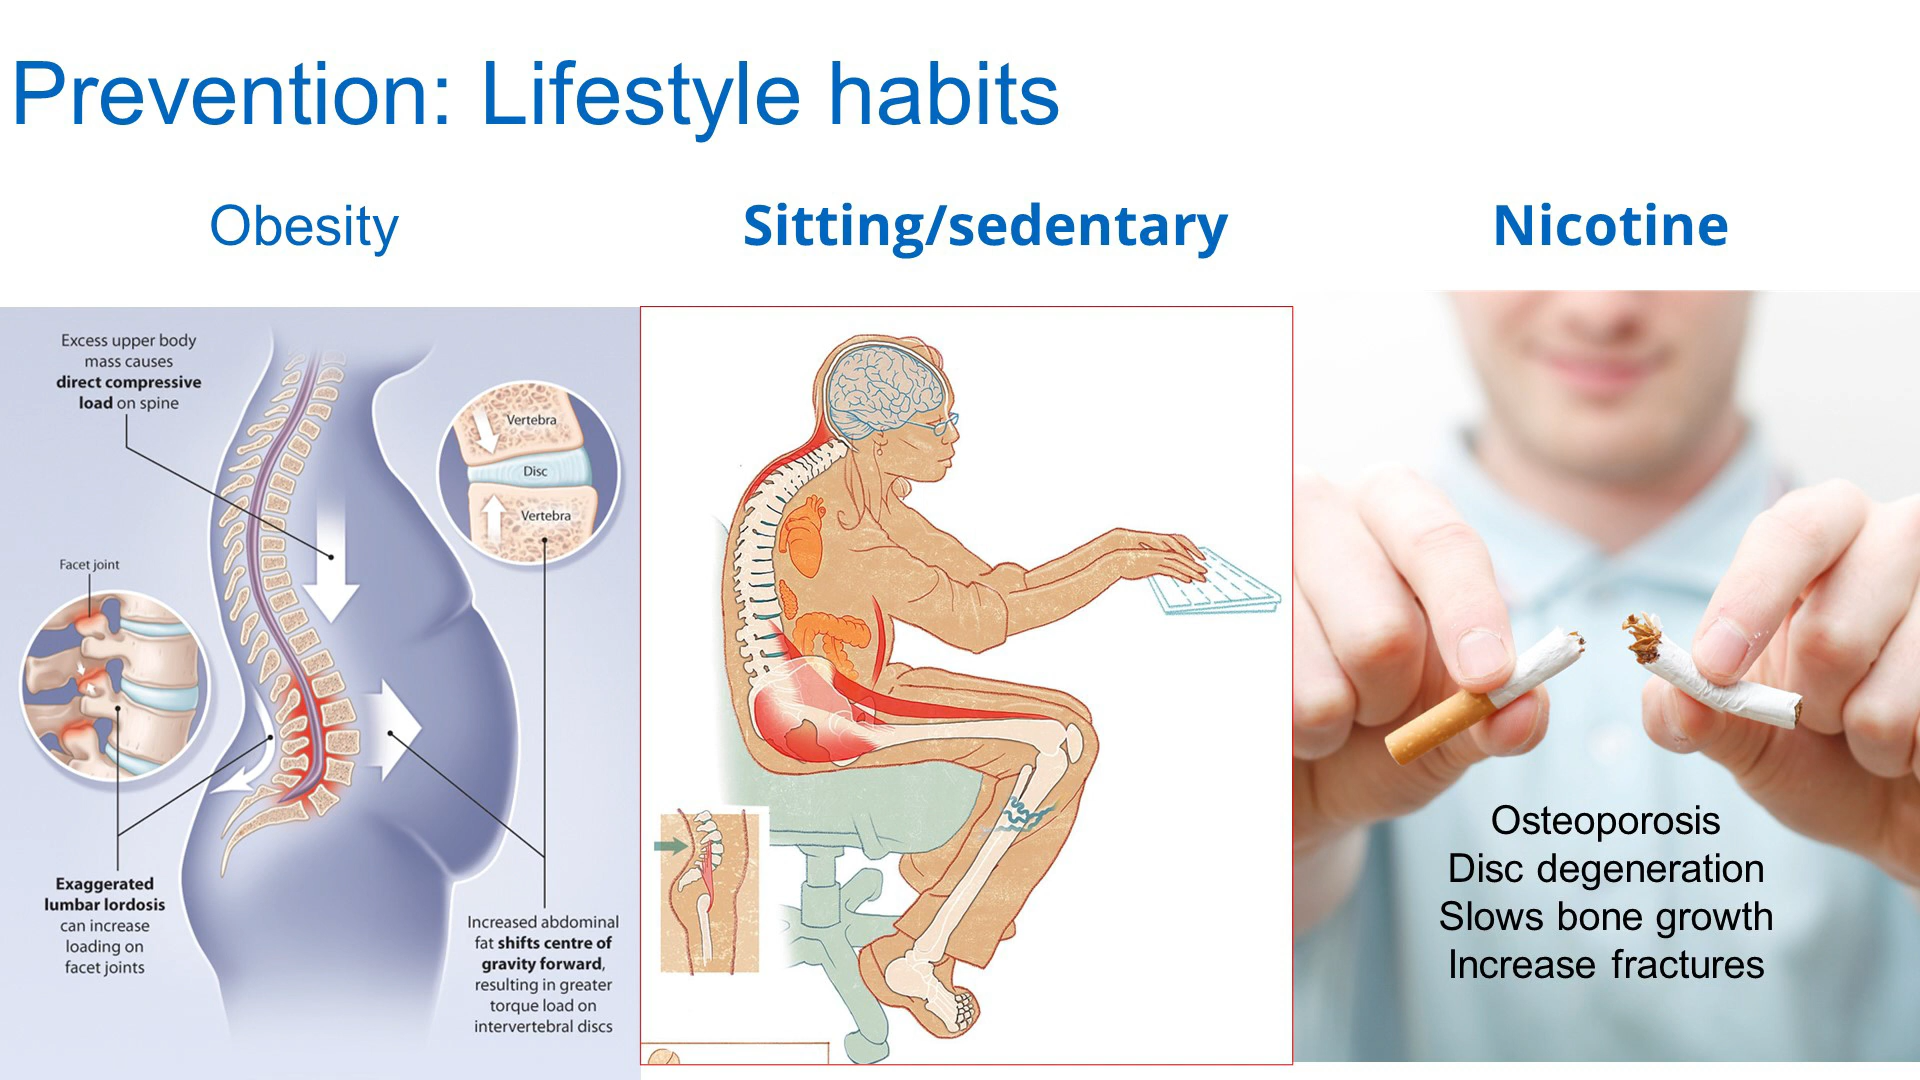 Prevention: Lifestyle habits
Obesity
Sitting/sedentary
Nicotine
Excess upper body
mass causes
direct compressive
load on spine
Vertebra
Disc
Vertebra
Facet joint
Exaggerated
lumbar lordosis
can increase
loading on
facet joints
Increased abdominal
fat shifts centre of
gravity forward,
resulting in greater
torque load on
intervertebral discs
Osteoporosis
Disc degeneration
Slows bone growth
Increase fractures